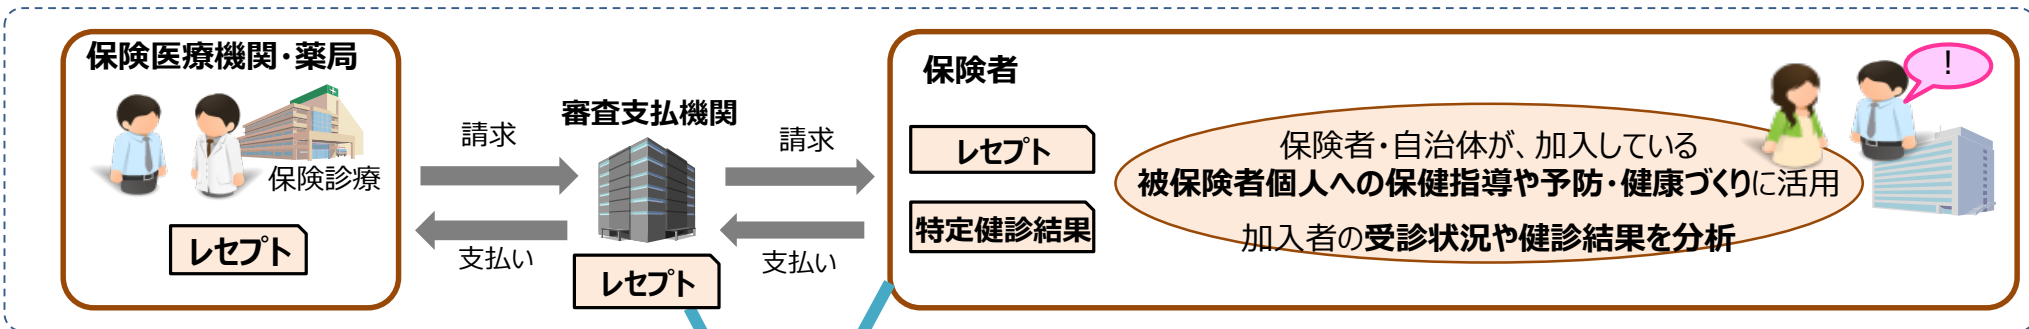 保険医療機関・薬局
保険診療
レセプト
請求
支払い
審査支払機関
レセプト
請求
支払い
保険者
レセプト
特定健診結果
保険者・自治体が、加入している
被保険者個人への保健指導や予防・健康づくりに活用
加入者の受診状況や健診結果を分析
！